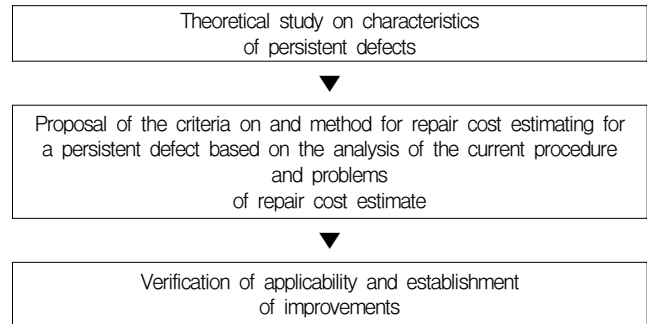 Theoretical study on characteristics
of persistent defects
Proposal of the criteria on and method for repair cost estimating for
a persistent defect based on the analysis of the current procedure
and problems
of repair cost estimate
Verification of applicability and establishment
of improvements